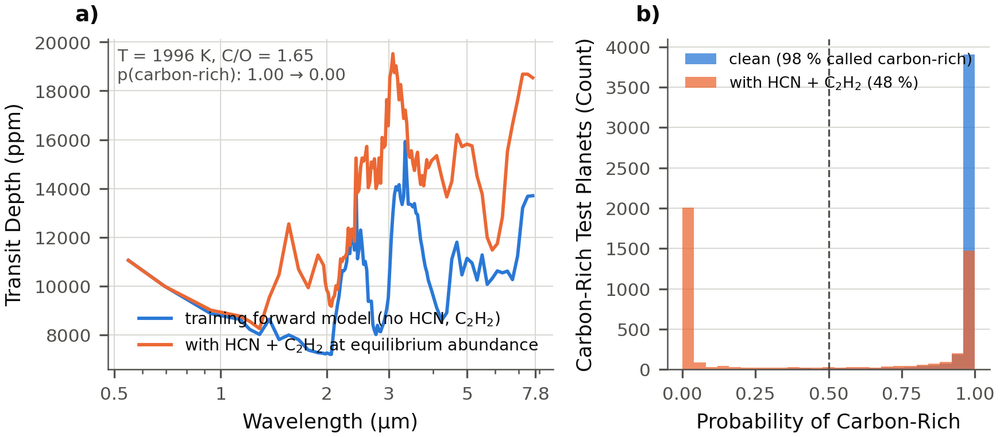 a)
Transit Depth (ppm)
20000
18000
16000
14000
12000
10000
8000
T = 1996 K, C/O = 1.65
p(carbon-rich): 1.00 → 0.00
training forward model (no HCN, C₂H₂)
with HCN + C₂H₂ at equilibrium abundance
0.5 1 2 3 5 7.8
Wavelength (μm)
b)
Carbon-Rich Test Planets (Count)
4000
3500
3000
2500
2000
1500
1000
500
0
clean (98 % called carbon-rich)
with HCN + C₂H₂ (48 %)
0.00 0.25 0.50 0.75 1.00
Probability of Carbon-Rich